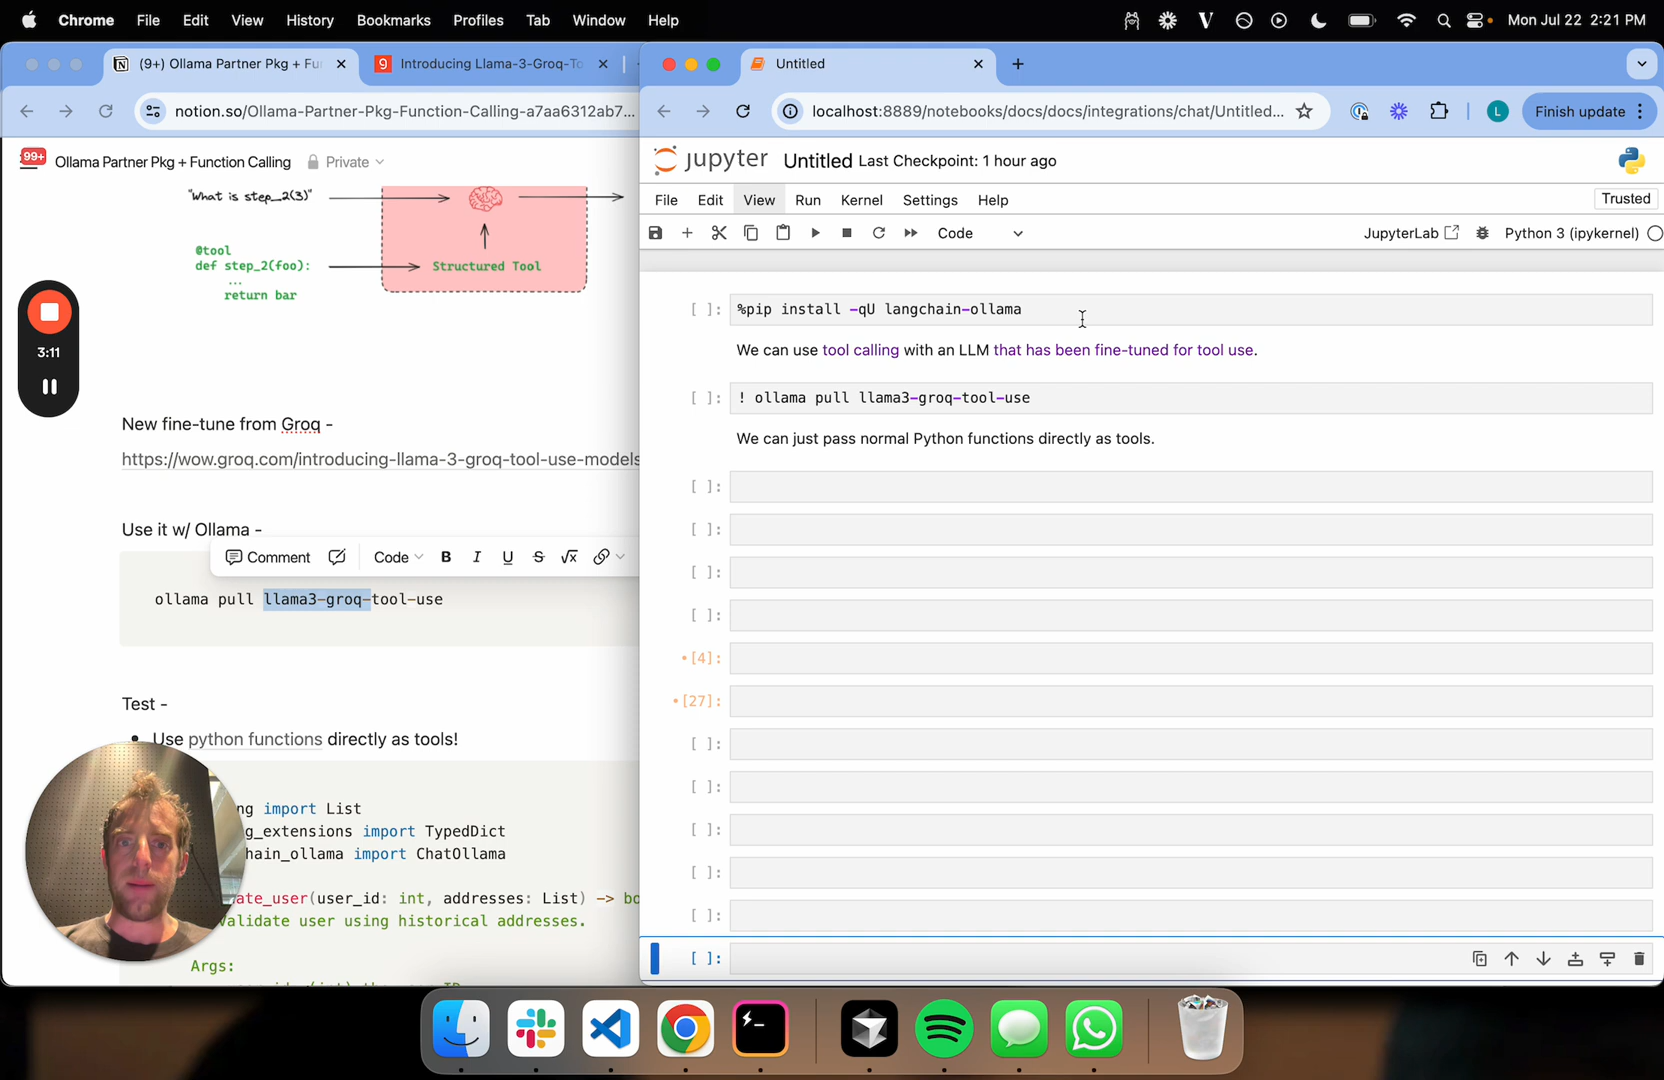 Chrome File Edit View History Bookmarks Profiles Tab Window Help
Mon Jul 22 2:21 PM
(9+) Ollama Partner Pkg + Fu
Introducing Llama-3-Groq-To
notion.so/Ollama-Partner-Pkg-Function-Calling-a7aa6312ab7...
99+
Ollama Partner Pkg + Function Calling Private
"What is step_2(3)"
@tool
def step_2(foo):
...
return bar
Structured Tool
3:11
New fine-tune from Groq -
https://wow.groq.com/introducing-llama-3-groq-tool-use-models
Use it w/ Ollama -
Comment Code B I U S √x
ollama pull llama3-groq-tool-use
Test -
• Use python functions directly as tools!
ng import List
g_extensions import TypedDict
hain_ollama import ChatOllama
ate_user(user_id: int, addresses: List) -> bo
alidate user using historical addresses.
Args:
Untitled
localhost:8889/notebooks/docs/docs/integrations/chat/Untitled...
L
Finish update
jupyter Untitled Last Checkpoint: 1 hour ago
File Edit View Run Kernel Settings Help
Trusted
Code
JupyterLab
Python 3 (ipykernel)
[ ]: %pip install -qU langchain-ollama
We can use tool calling with an LLM that has been fine-tuned for tool use.
[ ]: ! ollama pull llama3-groq-tool-use
We can just pass normal Python functions directly as tools.
[ ]:
[ ]:
[ ]:
[ ]:
•[4]:
•[27]:
[ ]:
[ ]:
[ ]:
[ ]:
[ ]:
[ ]: